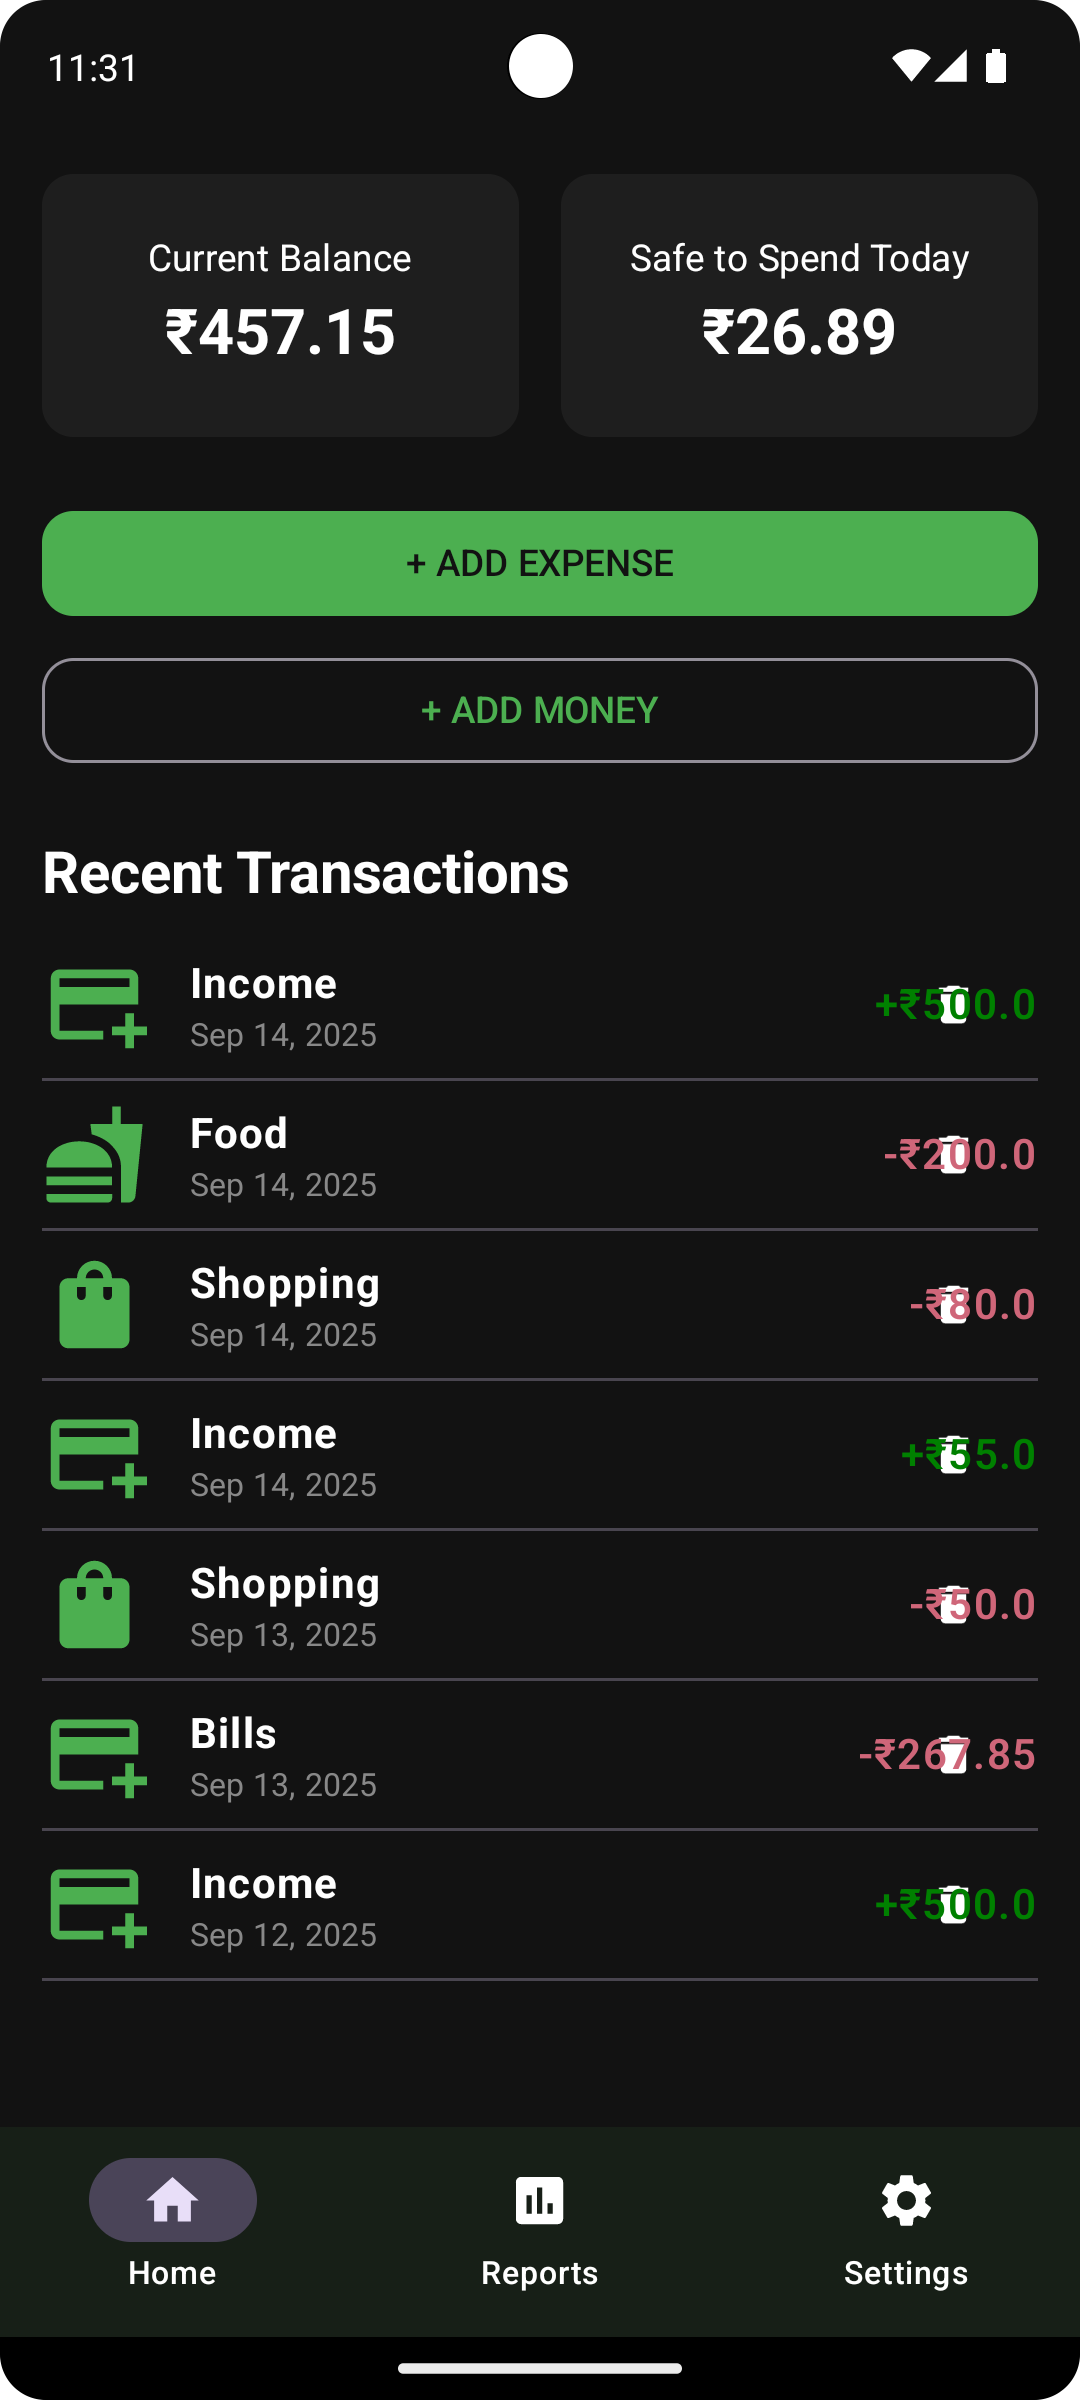 11:31
Current Balance
₹457.15
Safe to Spend Today
₹26.89
+ ADD EXPENSE
+ ADD MONEY
Recent Transactions
Income
Sep 14, 2025
+₹500.0
Food
Sep 14, 2025
-₹200.0
Shopping
Sep 14, 2025
-₹80.0
Income
Sep 14, 2025
+₹55.0
Shopping
Sep 13, 2025
-₹50.0
Bills
Sep 13, 2025
-₹267.85
Income
Sep 12, 2025
+₹500.0
Home
Reports
Settings